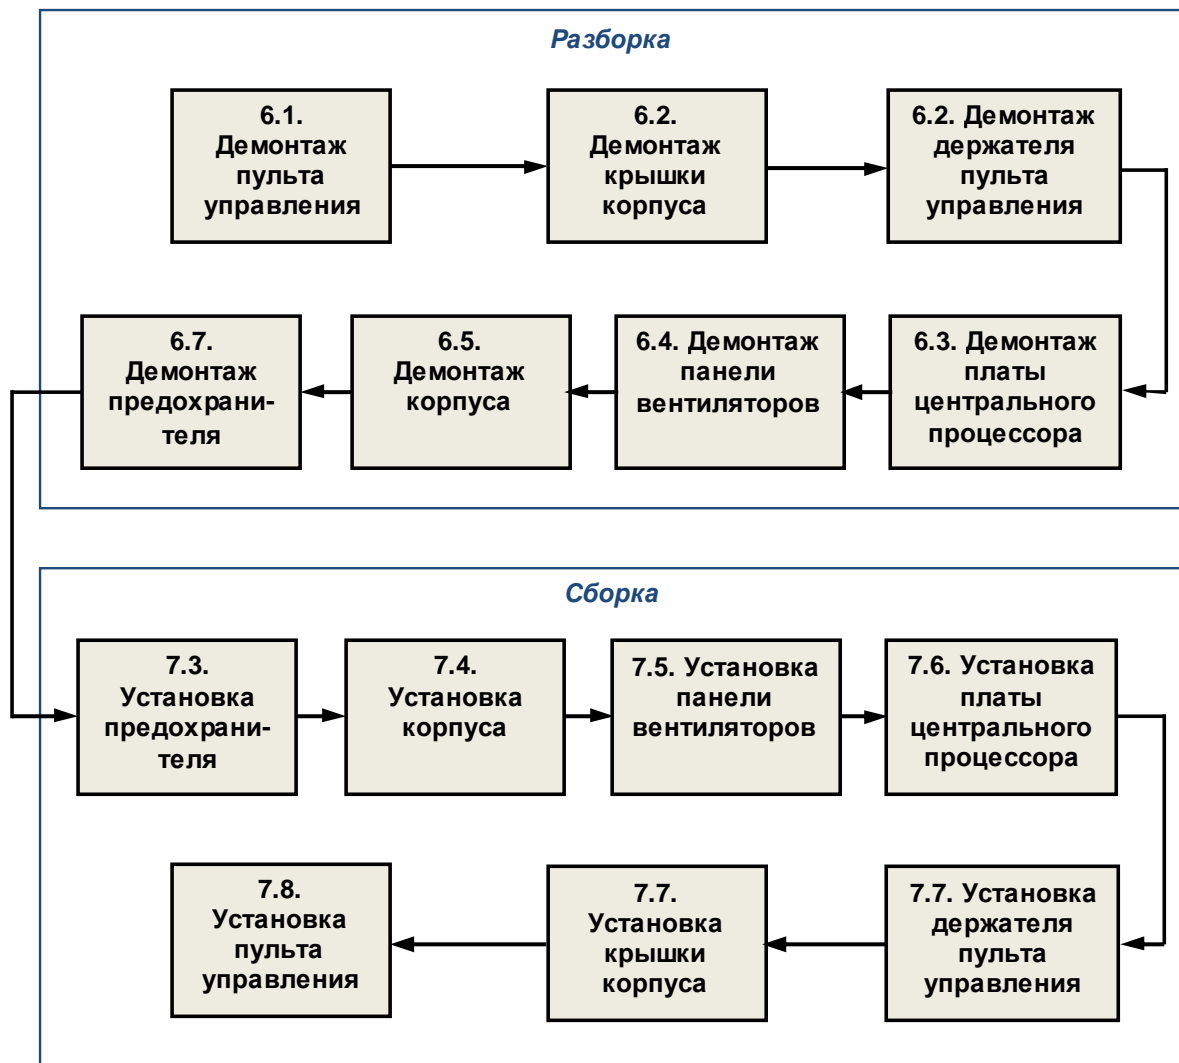 Разборка
6.1.
Демонтаж
пульта
управления
6.2.
Демонтаж
крышки
корпуса
6.2. Демонтаж
держателя
пульта
управления
6.3. Демонтаж
платы
центрального
процессора
6.4. Демонтаж
панели
вентиляторов
6.5.
Демонтаж
корпуса
6.7.
Демонтаж
предохрани-
теля
Сборка
7.3.
Установка
предохрани-
теля
7.4.
Установка
корпуса
7.5. Установка
панели
вентиляторов
7.6. Установка
платы
центрального
процессора
7.7. Установка
держателя
пульта
управления
7.7.
Установка
крышки
корпуса
7.8.
Установка
пульта
управления